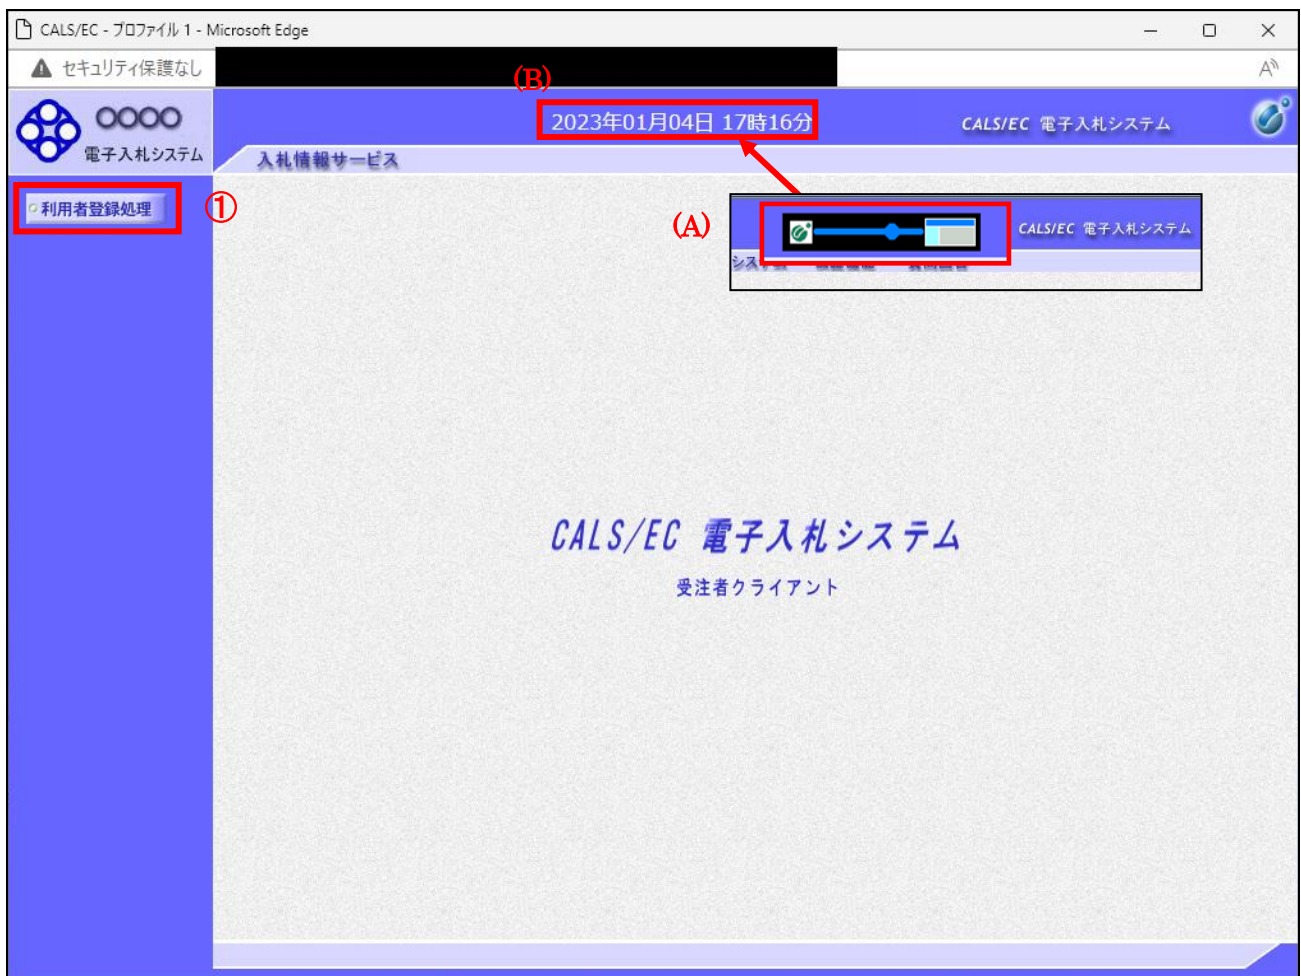 CALS/EC - プロファイル 1 - Microsoft Edge
セキュリティ保護なし
(B)
〇〇〇〇
電子入札システム
2023年01月04日 17時16分
CALS/EC 電子入札システム
入札情報サービス
利用者登録処理
①
(A)
CALS/EC 電子入札システム
CALS/EC 電子入札システム
受注者クライアント